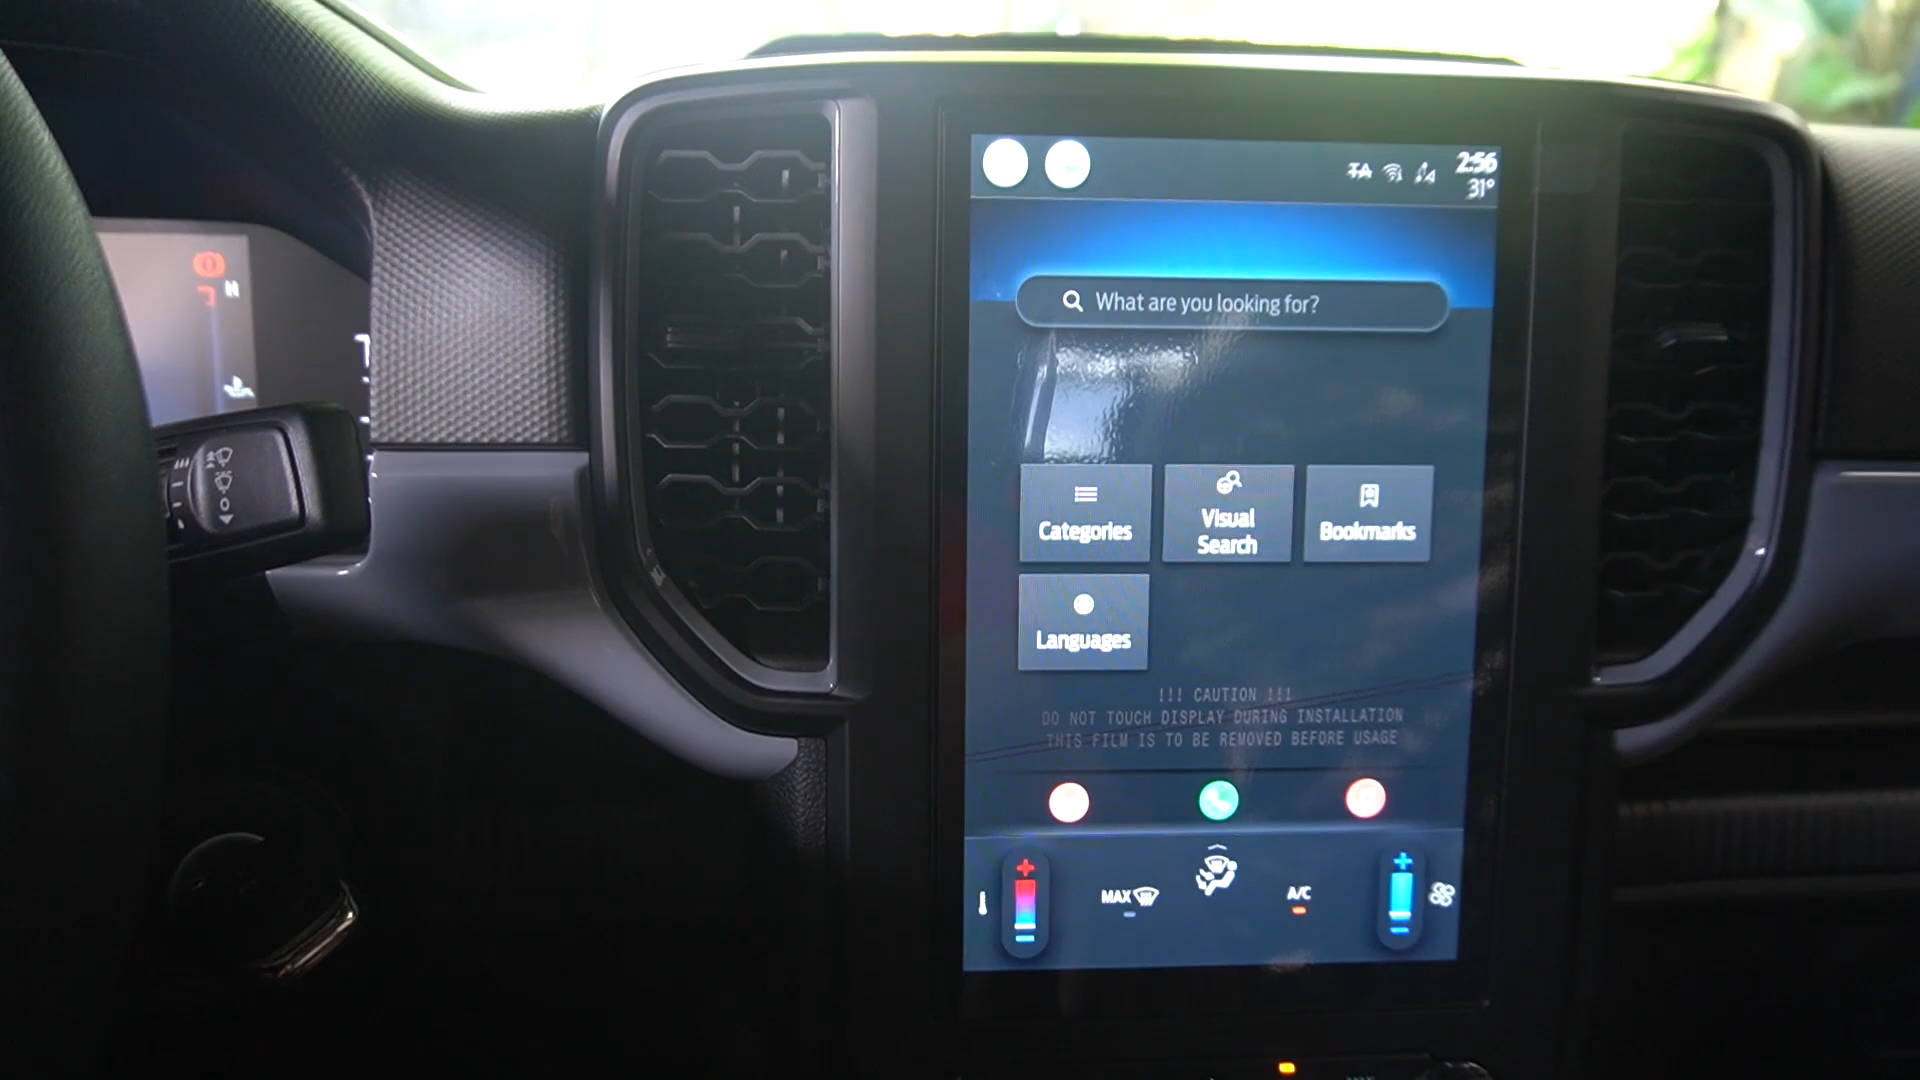 TA
2:56
31°
What are you looking for?
Categories
Visual
Search
Bookmarks
Languages
!!! CAUTION !!!
DO NOT TOUCH DISPLAY DURING INSTALLATION
THIS FILM IS TO BE REMOVED BEFORE USAGE
MAX
A/C